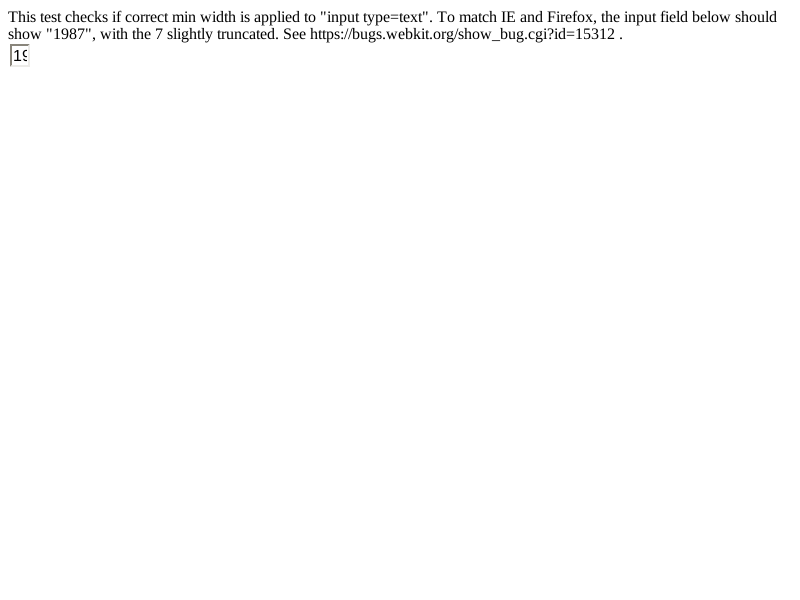 This test checks if correct min width is applied to "input type=text". To match IE and Firefox, the input field below should
show "1987", with the 7 slightly truncated. See https://bugs.webkit.org/show_bug.cgi?id=15312 .
19